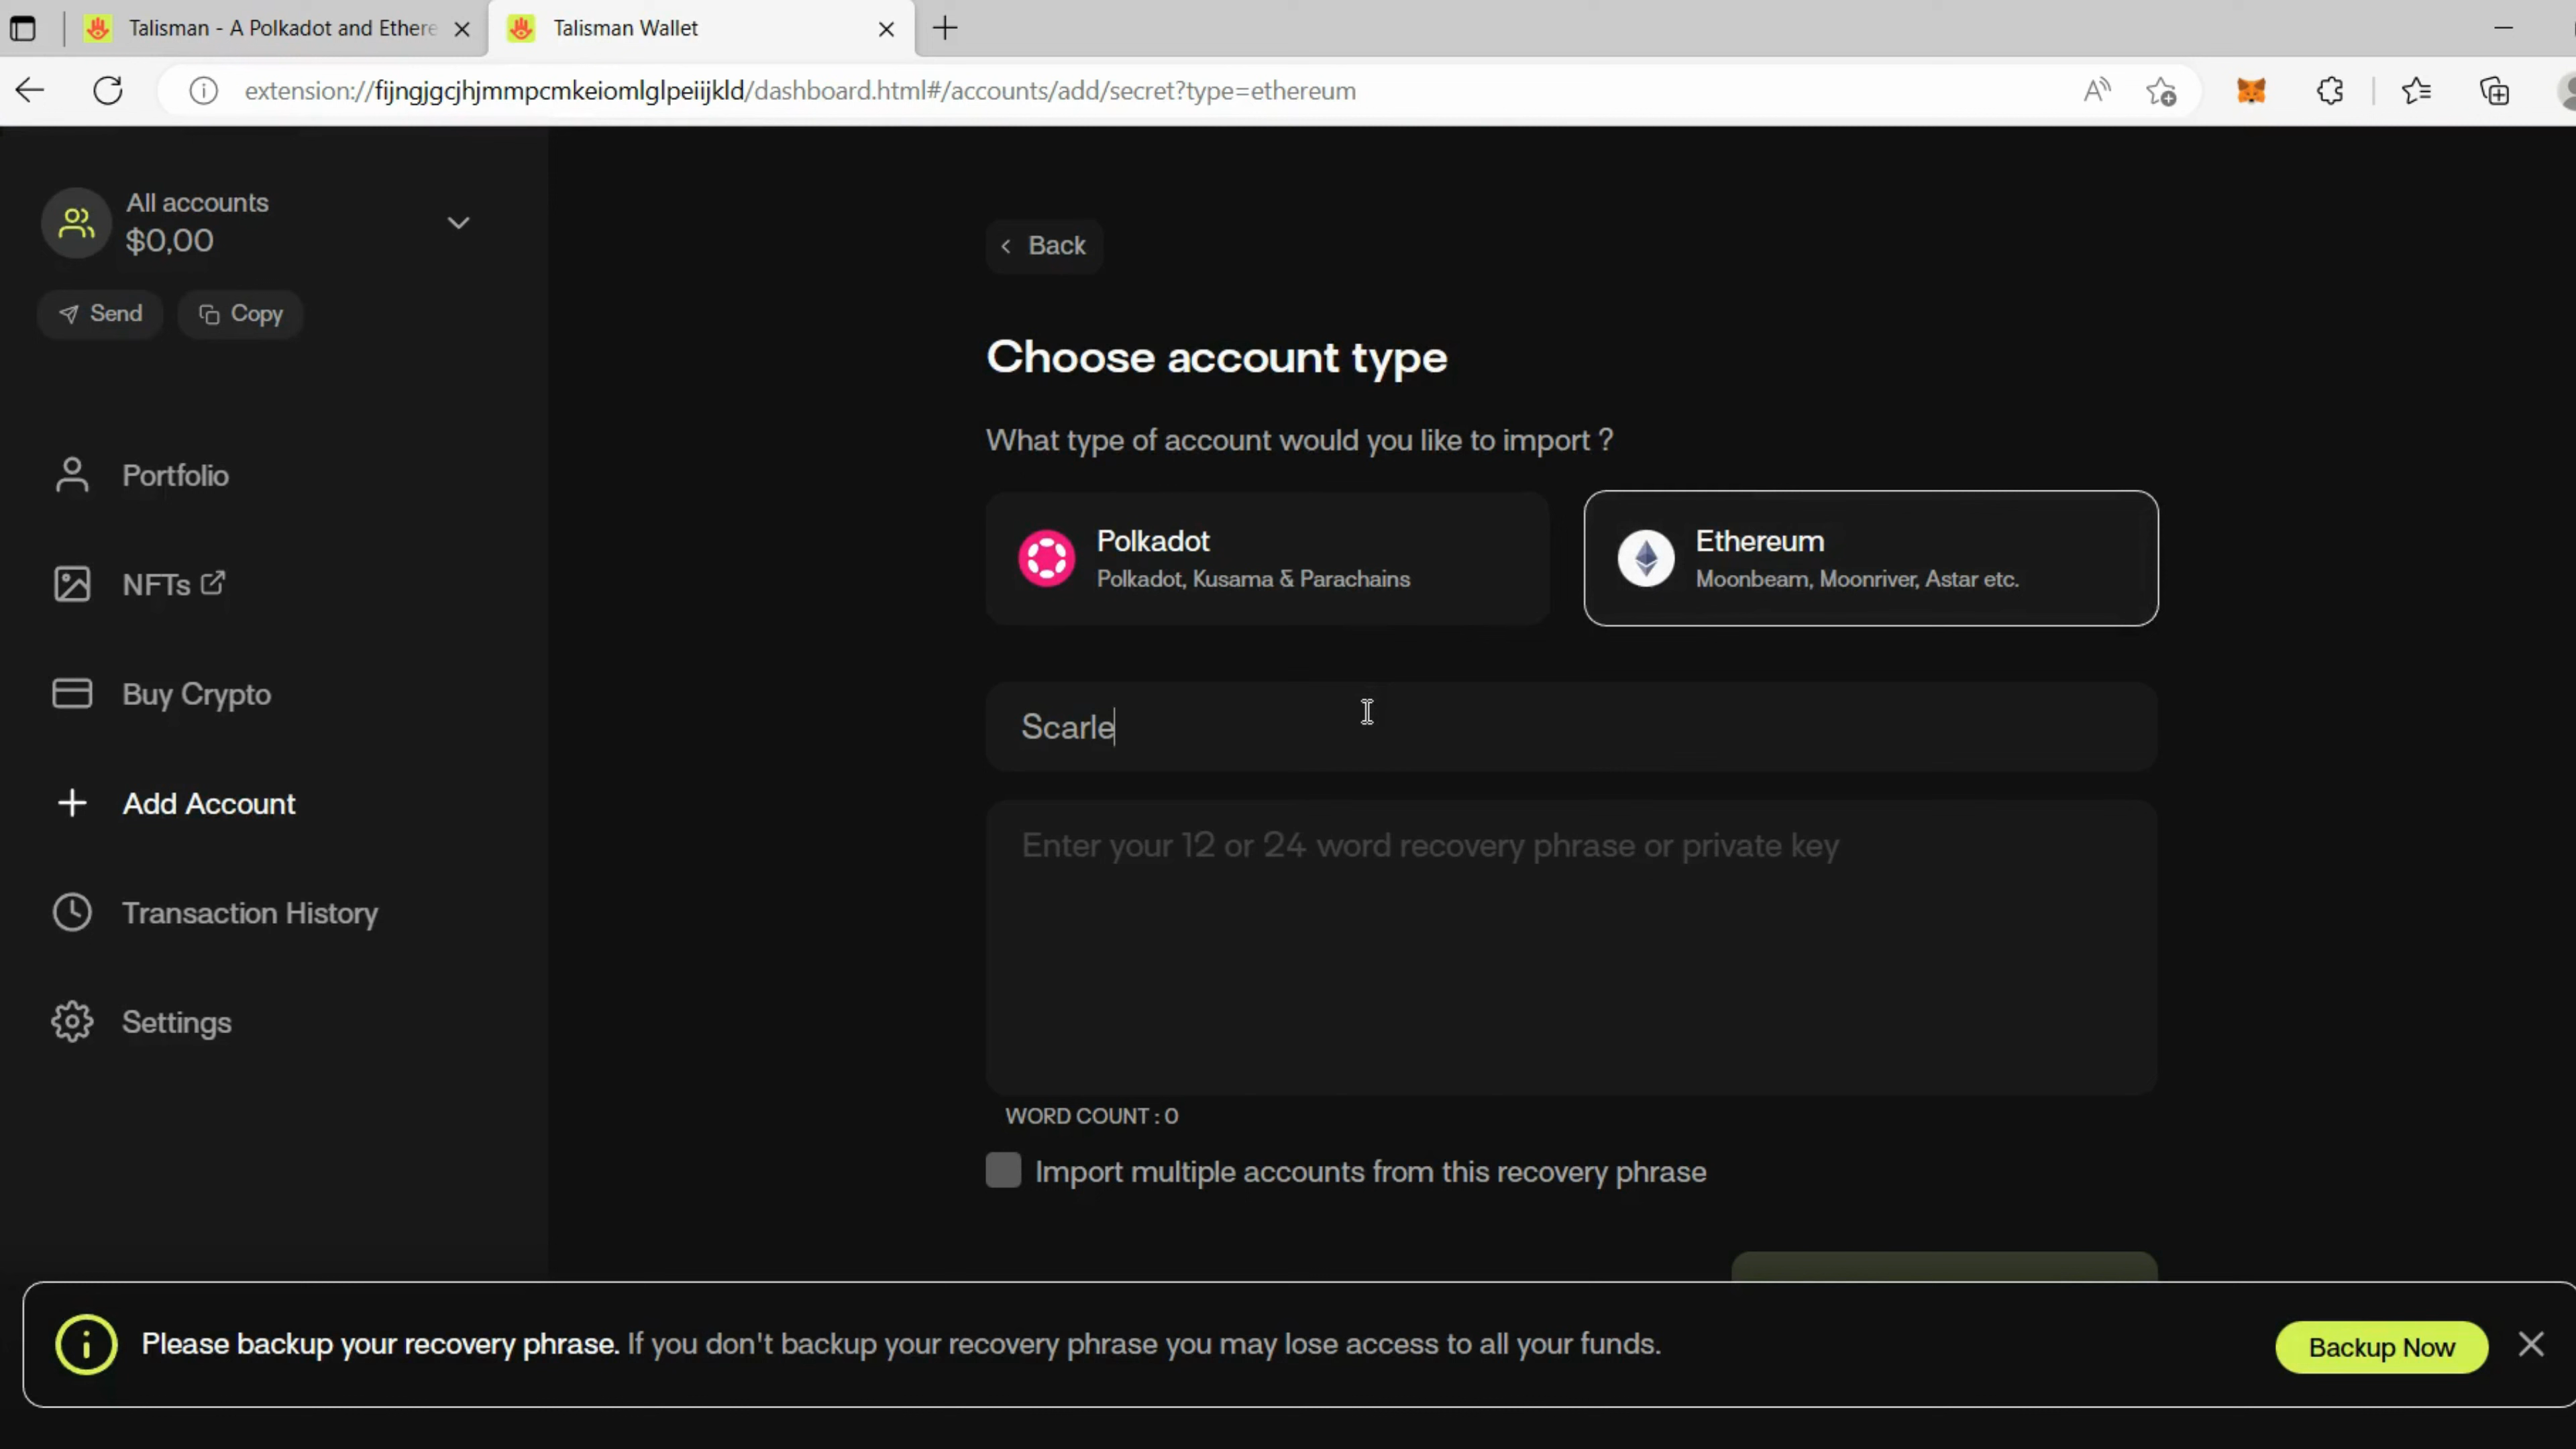 Talisman - A Polkadot and Ethere
Talisman Wallet
extension://fijngjgcjhjmmpcmkeiomlglpeiijkld/dashboard.html#/accounts/add/secret?type=ethereum
All accounts
$0,00
Send
Copy
Portfolio
NFTs
Buy Crypto
Add Account
Transaction History
Settings
Back
Choose account type
What type of account would you like to import ?
Polkadot
Polkadot, Kusama & Parachains
Ethereum
Moonbeam, Moonriver, Astar etc.
Scarle
Enter your 12 or 24 word recovery phrase or private key
WORD COUNT : 0
Import multiple accounts from this recovery phrase
Please backup your recovery phrase. If you don't backup your recovery phrase you may lose access to all your funds.
Backup Now